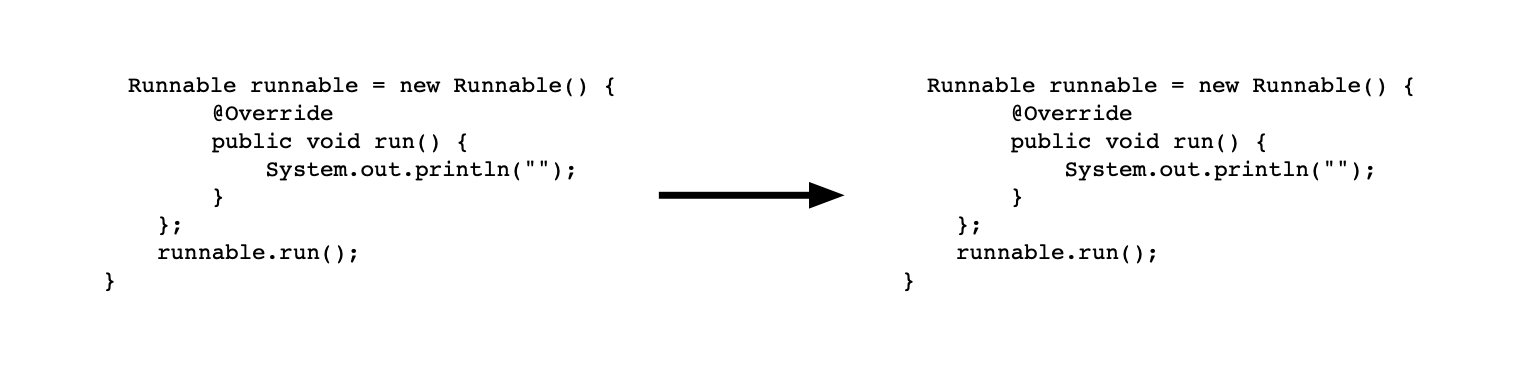 Runnable runnable = new Runnable() {
@Override
public void run() {
System.out.println("");
}
};
runnable.run();
}
Runnable runnable = new Runnable() {
@Override
public void run() {
System.out.println("");
}
};
runnable.run();
}